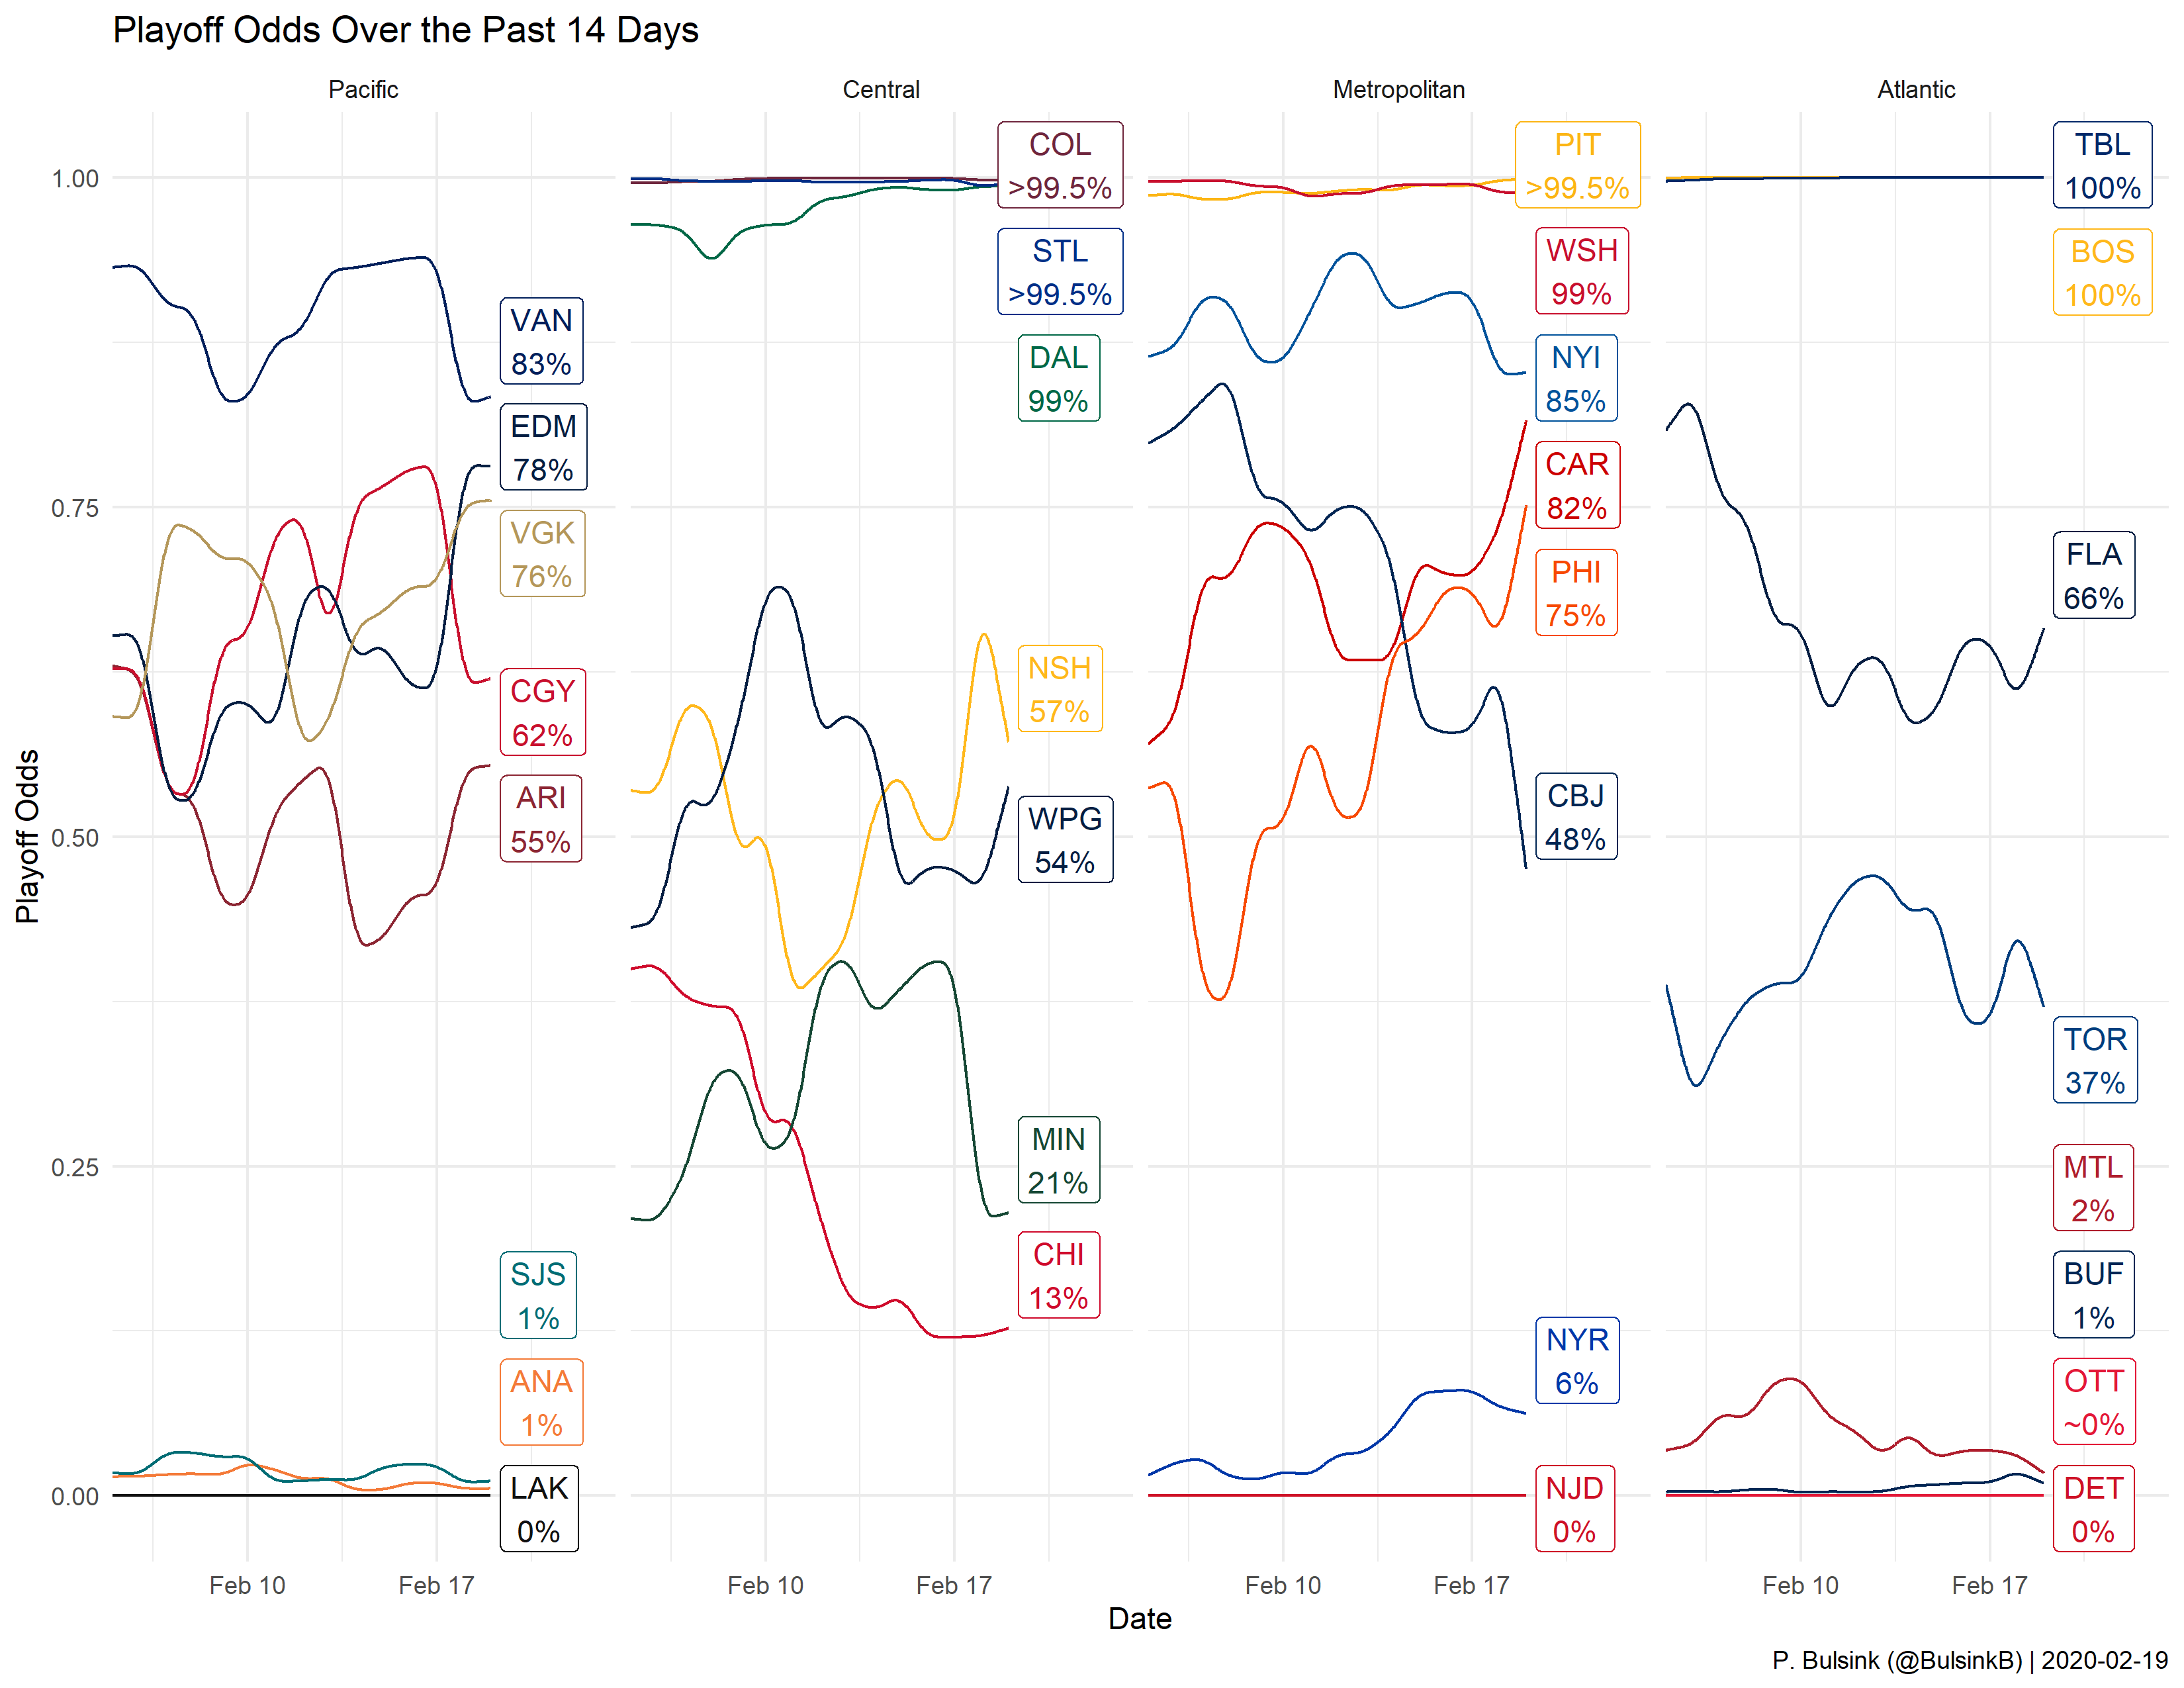 Playoff Odds Over the Past 14 Days
Pacific
Central
Metropolitan
Atlantic
Playoff Odds
1.00
0.75
0.50
0.25
0.00
VAN
83%
EDM
78%
VGK
76%
CGY
62%
ARI
55%
SJS
1%
ANA
1%
LAK
0%
COL
>99.5%
STL
>99.5%
DAL
99%
NSH
57%
WPG
54%
MIN
21%
CHI
13%
PIT
>99.5%
WSH
99%
NYI
85%
CAR
82%
PHI
75%
CBJ
48%
NYR
6%
NJD
0%
TBL
100%
BOS
100%
FLA
66%
TOR
37%
MTL
2%
BUF
1%
OTT
~0%
DET
0%
Feb 10
Feb 17
Feb 10
Feb 17
Feb 10
Feb 17
Feb 10
Feb 17
Date
P. Bulsink (@BulsinkB) | 2020-02-19